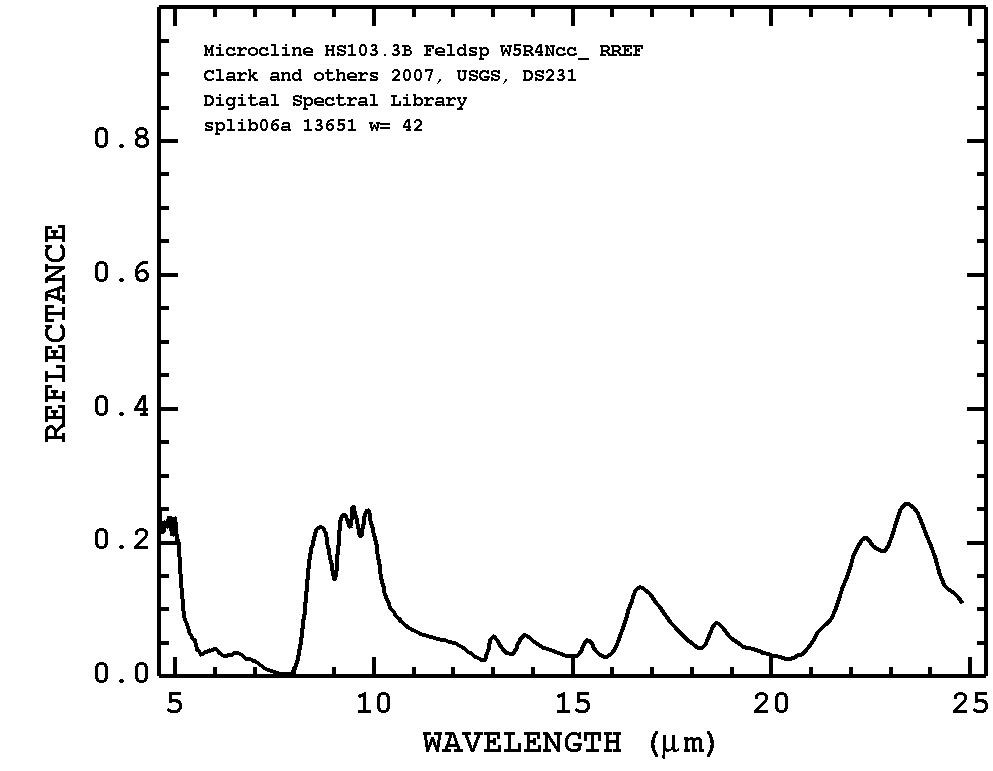 Microcline HS103.3B Feldsp W5R4Ncc_ RREF
Clark and others 2007, USGS, DS231
Digital Spectral Library
splib06a 13651 w= 42
REFLECTANCE
0.8
0.6
0.4
0.2
0.0
5 10 15 20 25
WAVELENGTH (μm)